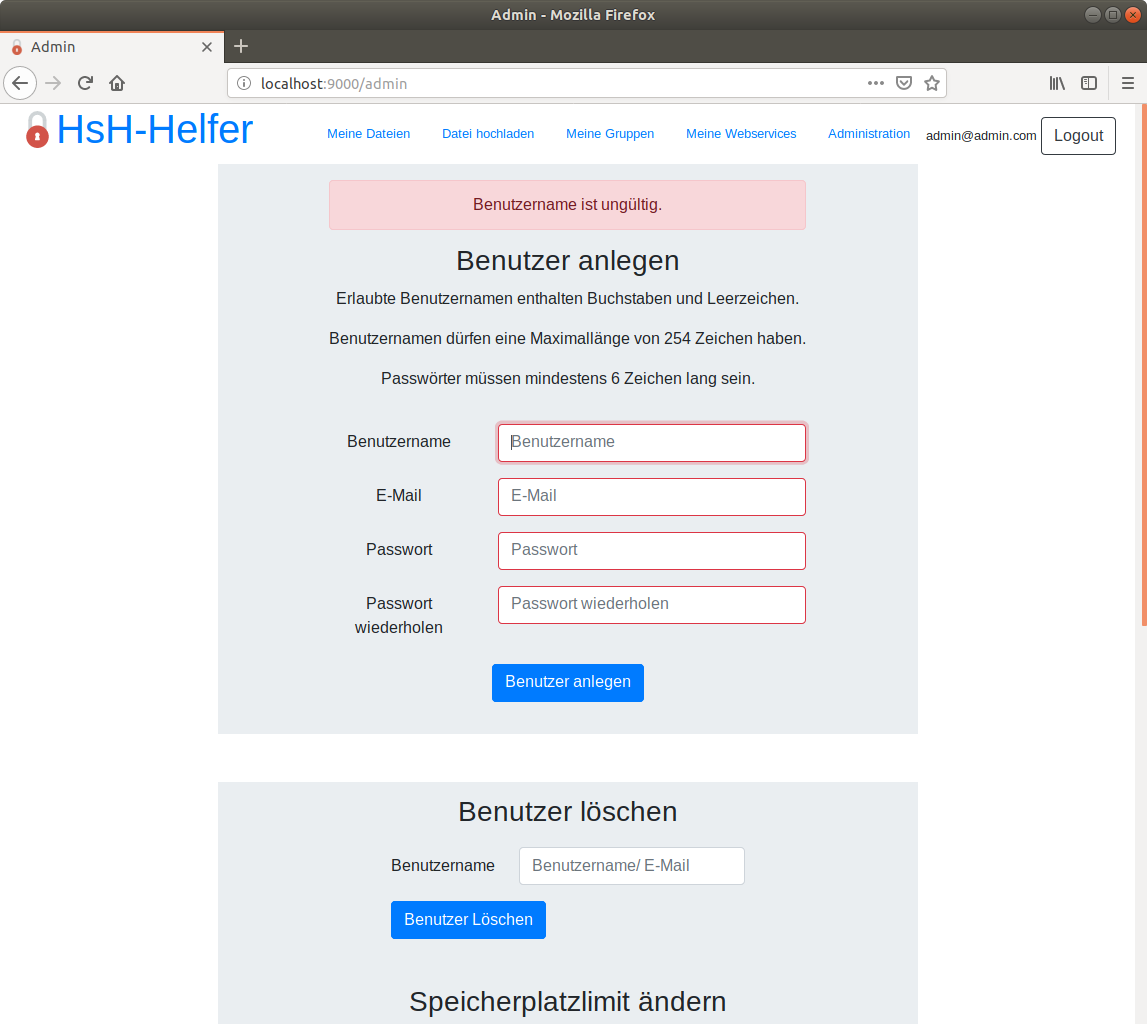 Admin - Mozilla Firefox
Admin
localhost:9000/admin
HsH-Helfer
Meine Dateien
Datei hochladen
Meine Gruppen
Meine Webservices
Administration
admin@admin.com
Logout
Benutzername ist ungültig.
Benutzer anlegen
Erlaubte Benutzernamen enthalten Buchstaben und Leerzeichen.
Benutzernamen dürfen eine Maximallänge von 254 Zeichen haben.
Passwörter müssen mindestens 6 Zeichen lang sein.
Benutzername
Benutzername
E-Mail
E-Mail
Passwort
Passwort
Passwort
wiederholen
Passwort wiederholen
Benutzer anlegen
Benutzer löschen
Benutzername
Benutzername/ E-Mail
Benutzer Löschen
Speicherplatzlimit ändern